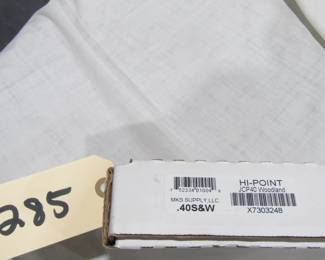 285
HI-POINT
JCP40 Woodland
MKS SUPPLY, LLC.
.40S&W
X7303248